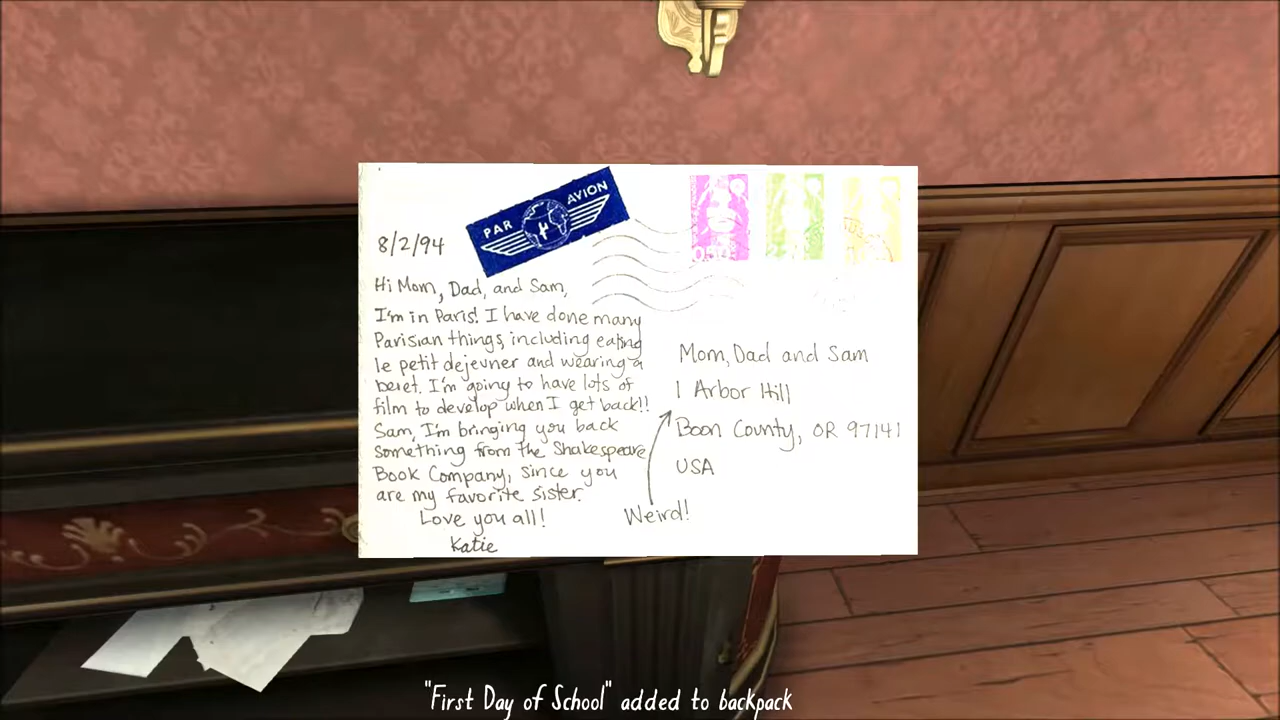 PAR AVION
8/2/94
Hi Mom, Dad, and Sam,
I'm in Paris! I have done many
Parisian things, including eating
le petit dejeuner and wearing a
beret. I'm going to have lots of
film to develop when I get back!!
Sam, I'm bringing you back
something from the Shakespeare
Book Company, since you
are my favorite sister.
Love you all!
Katie
Mom, Dad and Sam
1 Arbor Hill
Boon County, OR 97141
USA
Weird!
"First Day of School" added to backpack